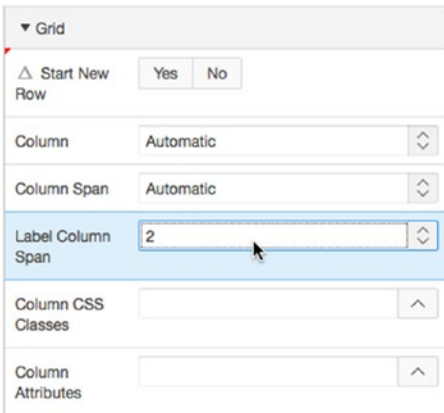 Grid
Start New
Row
Yes No
Column
Automatic
Column Span
Automatic
Label Column
Span
2
Column CSS
Classes
Column
Attributes